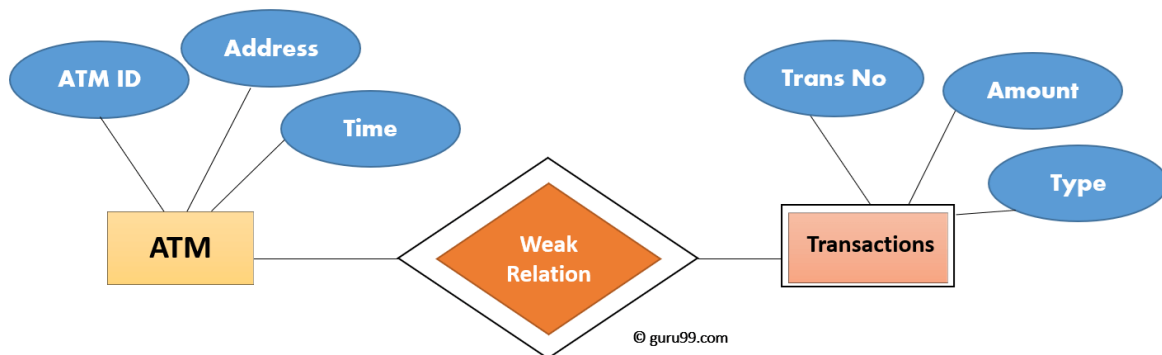 ATM ID
Address
Time
ATM
Weak
Relation
Trans No
Amount
Type
Transactions
© guru99.com